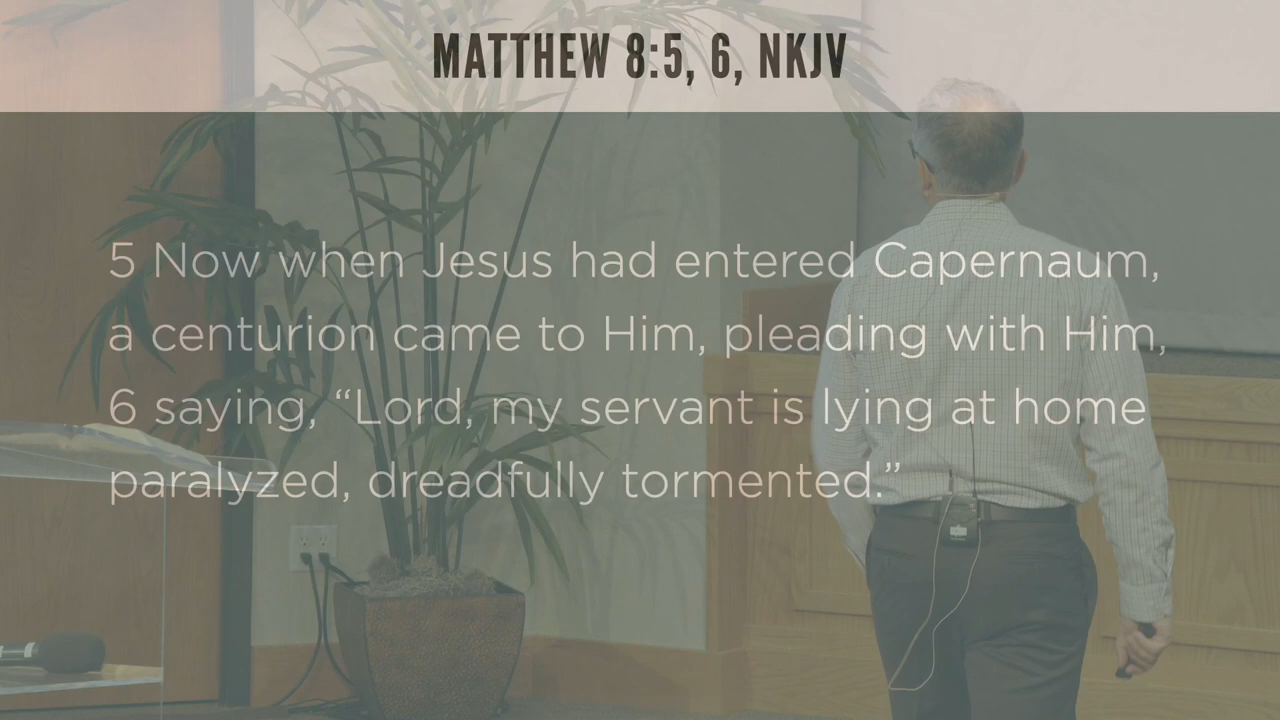 MATTHEW 8:5, 6, NKJV
5 Now when Jesus had entered Capernaum,
a centurion came to Him, pleading with Him,
6 saying, “Lord, my servant is lying at home
paralyzed, dreadfully tormented.”